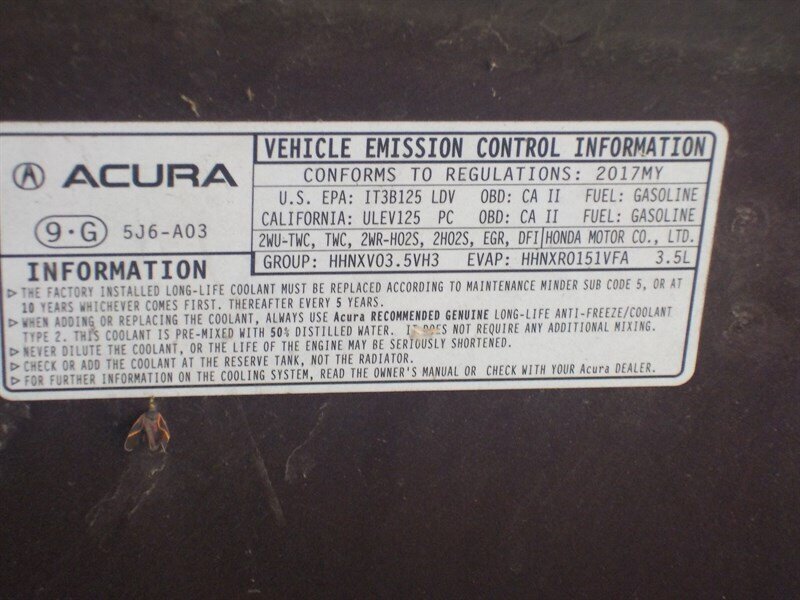 ACURA
9·G 5J6-A03
VEHICLE EMISSION CONTROL INFORMATION
CONFORMS TO REGULATIONS: 2017MY
U.S. EPA: IT3B125 LDV OBD: CA II FUEL: GASOLINE
CALIFORNIA: ULEV125 PC OBD: CA II FUEL: GASOLINE
2WU-TWC, TWC, 2WR-HO2S, 2HO2S, EGR, DFI HONDA MOTOR CO., LTD.
GROUP: HHNXV03.5VH3 EVAP: HHNXR0151VFA 3.5L
INFORMATION
▷ THE FACTORY INSTALLED LONG-LIFE COOLANT MUST BE REPLACED ACCORDING TO MAINTENANCE MINDER SUB CODE 5, OR AT
10 YEARS WHICHEVER COMES FIRST. THEREAFTER EVERY 5 YEARS.
▷ WHEN ADDING OR REPLACING THE COOLANT, ALWAYS USE Acura RECOMMENDED GENUINE LONG-LIFE ANTI-FREEZE/COOLANT
TYPE 2. THIS COOLANT IS PRE-MIXED WITH 50% DISTILLED WATER. IT DOES NOT REQUIRE ANY ADDITIONAL MIXING.
▷ NEVER DILUTE THE COOLANT, OR THE LIFE OF THE ENGINE MAY BE SERIOUSLY SHORTENED.
▷ CHECK OR ADD THE COOLANT AT THE RESERVE TANK, NOT THE RADIATOR.
▷ FOR FURTHER INFORMATION ON THE COOLING SYSTEM, READ THE OWNER'S MANUAL OR CHECK WITH YOUR Acura DEALER.